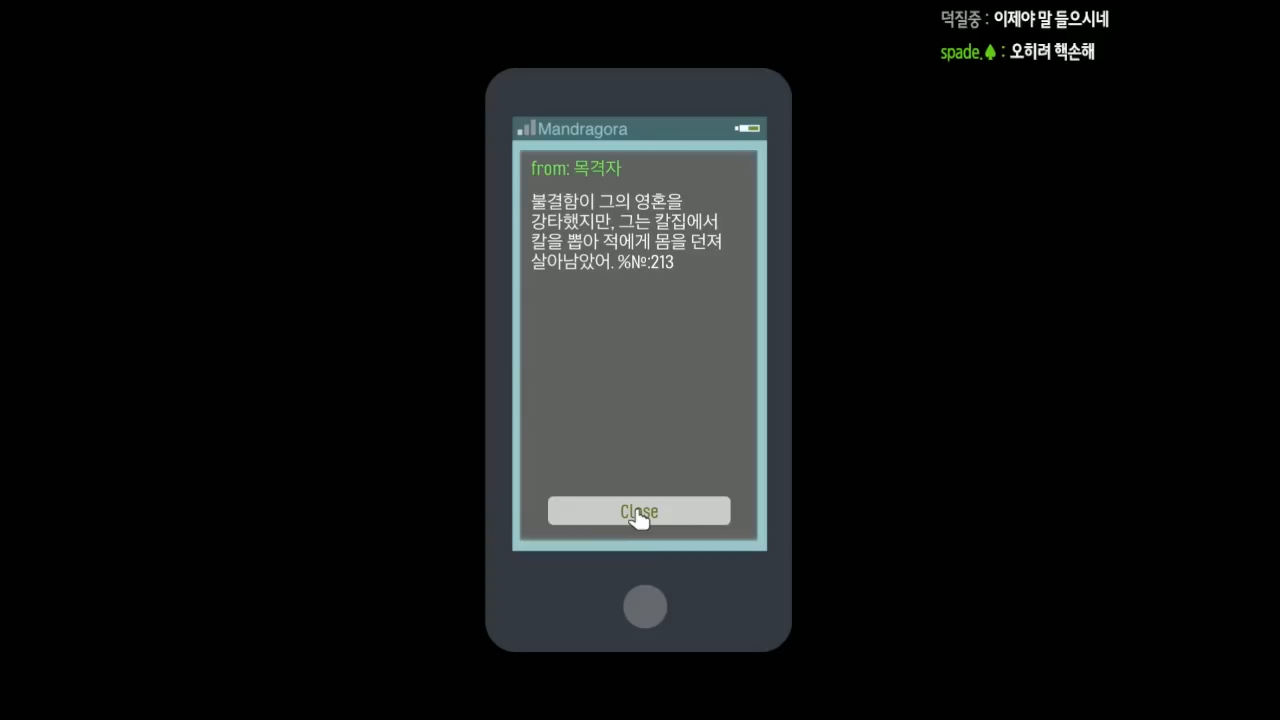 덕질중 : 이제야 말 들으시네
spade.♠ : 오히려 핵손해
Mandragora
from: 목격자
불결함이 그의 영혼을
강타했지만, 그는 칼집에서
칼을 뽑아 적에게 몸을 던져
살아남았어. %№:213
Close